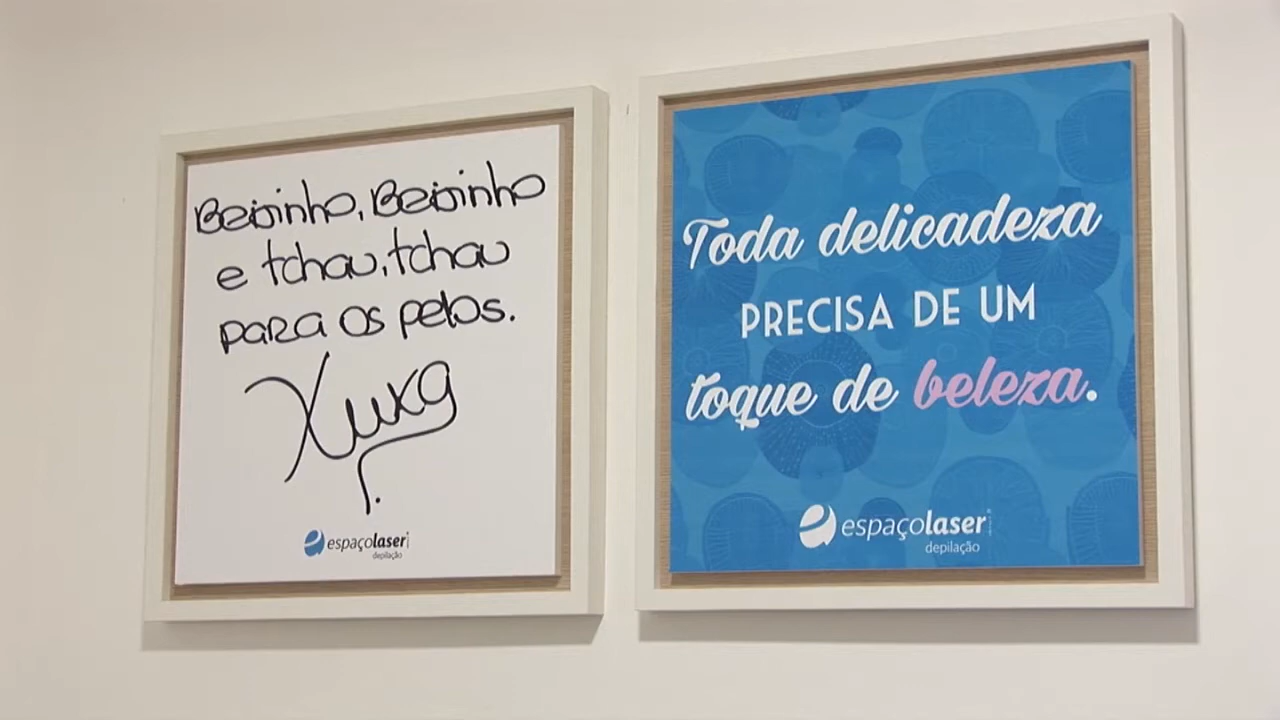 Beijinho, Beijinho
e tchau, tchau
para os pelos.
Xuxa
espaçolaser
depilação
Toda delicadeza
PRECISA DE UM
toque de beleza.
espaçolaser
depilação